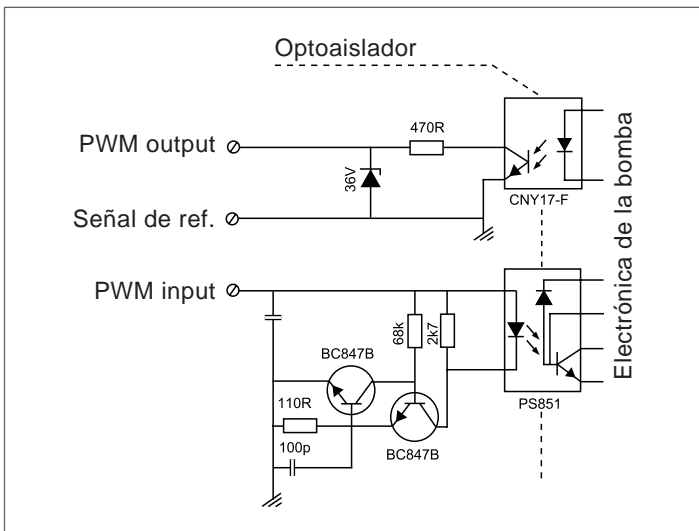 Optoaislador
470R
PWM output
36V
CNY17-F
Señal de ref.
Electrónica de la bomba
PWM input
68k
2k7
BC847B
PS851
110R
BC847B
100p